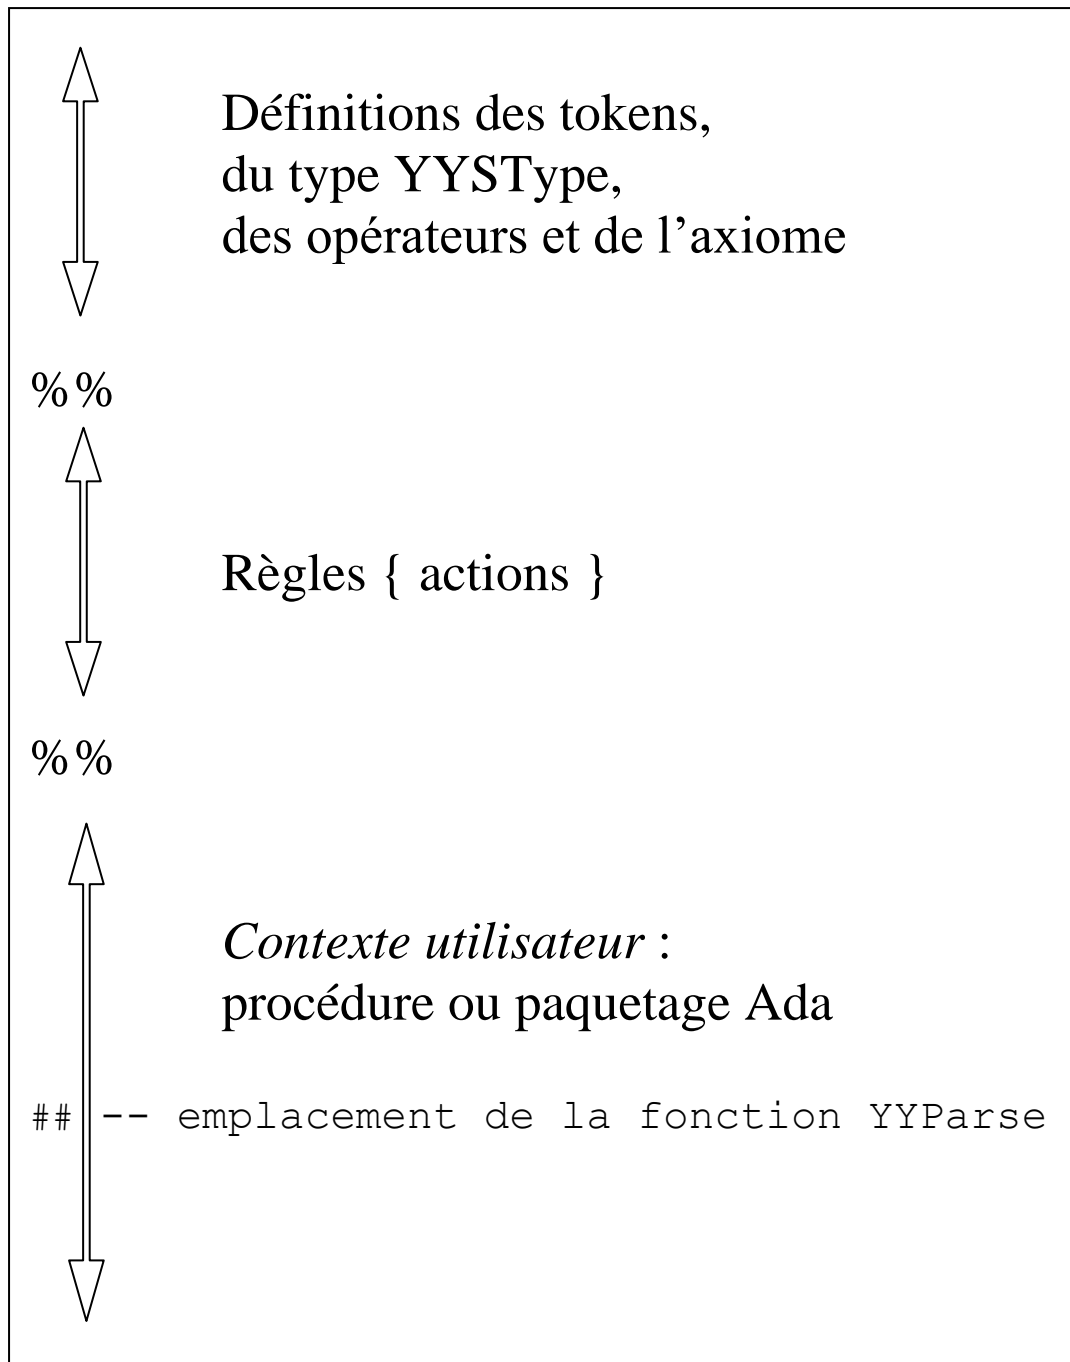 Définitions des tokens,
du type YYSType,
des opérateurs et de l’axiome
%%
Règles { actions }
%%
Contexte utilisateur :
procédure ou paquetage Ada
## -- emplacement de la fonction YYParse